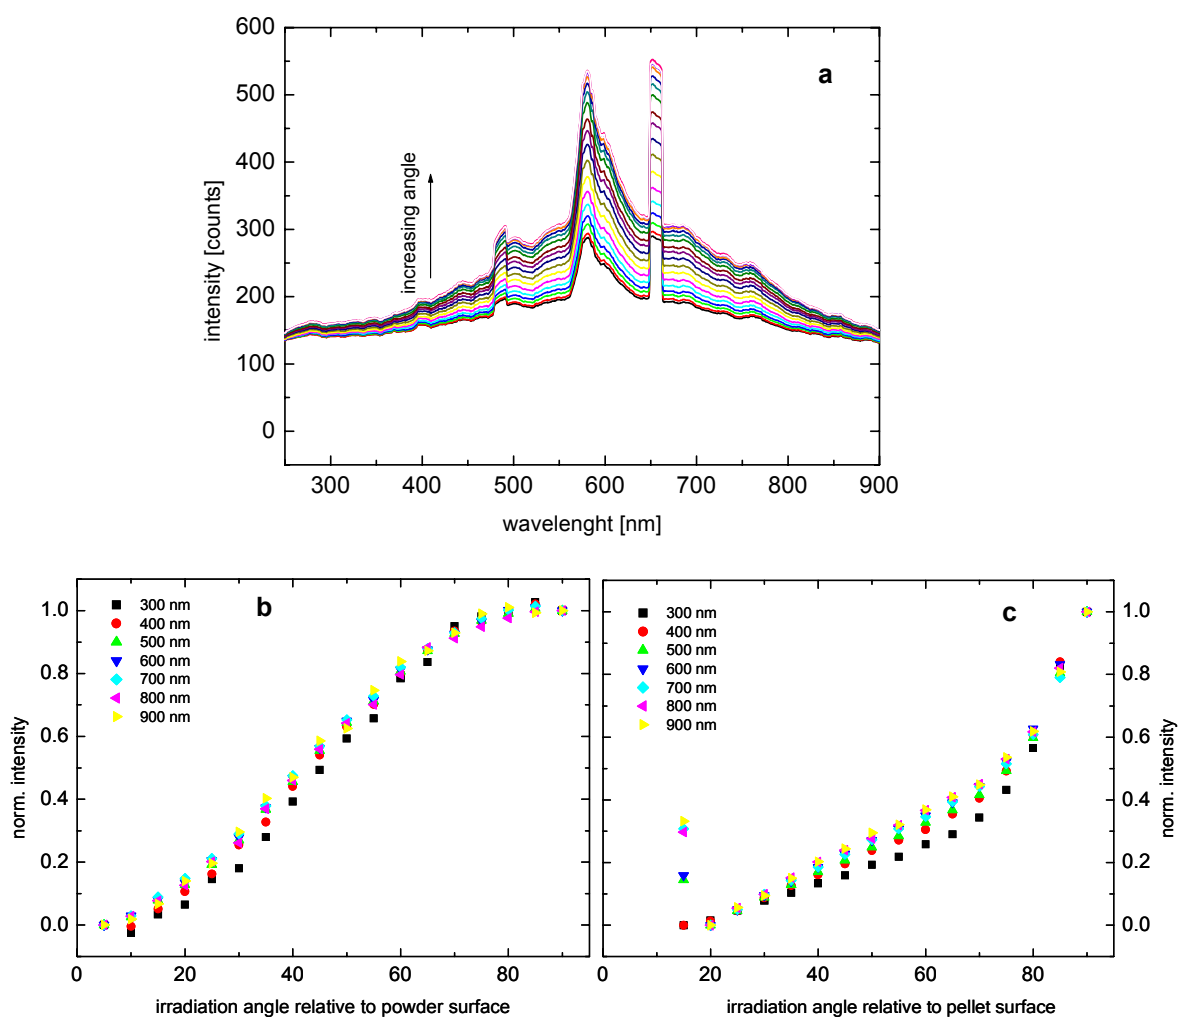 600
500
400
300
200
100
0
intensity [counts]
increasing angle
a
300 400 500 600 700 800 900
wavelenght [nm]
1.0
0.8
0.6
0.4
0.2
0.0
norm. intensity
b
300 nm
400 nm
500 nm
600 nm
700 nm
800 nm
900 nm
0 20 40 60 80
irradiation angle relative to powder surface
c
300 nm
400 nm
500 nm
600 nm
700 nm
800 nm
900 nm
0 20 40 60 80
irradiation angle relative to pellet surface
1.0
0.8
0.6
0.4
0.2
0.0
norm. intensity